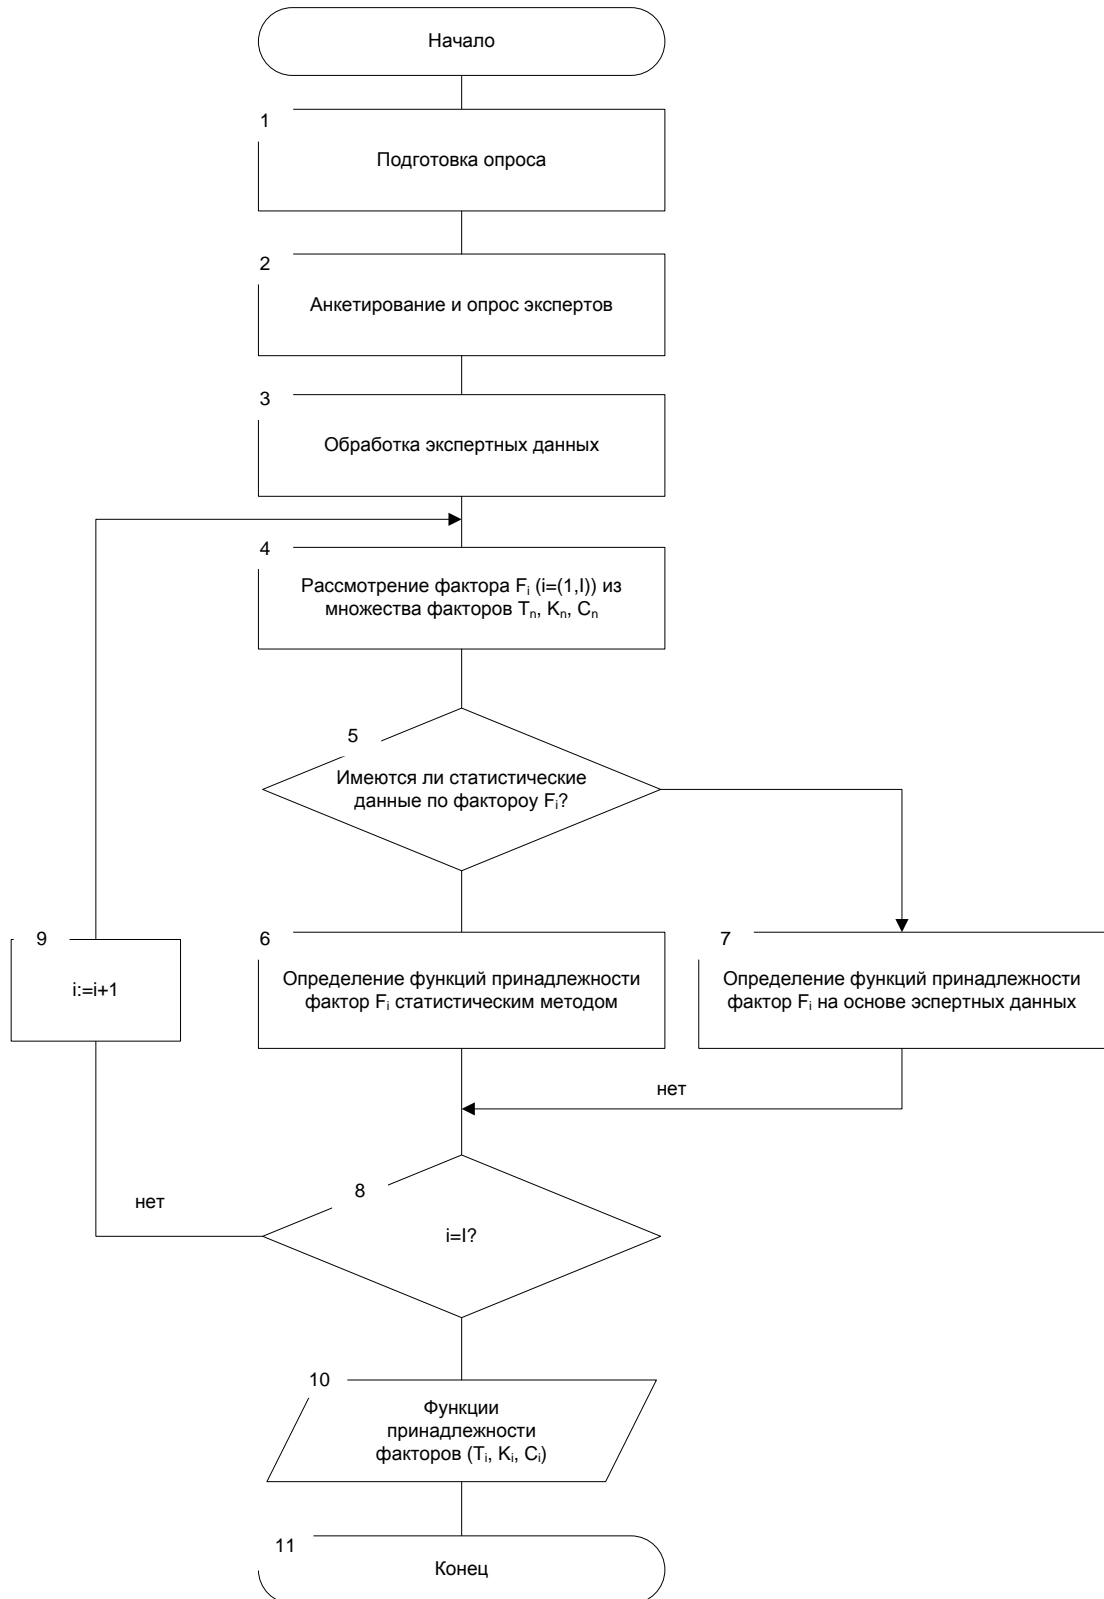 Начало
1
Подготовка опроса
2
Анкетирование и опрос экспертов
3
Обработка экспертных данных
4
Рассмотрение фактора Fᵢ (i=(1,I)) из
множества факторов Tₙ, Kₙ, Cₙ
5
Имеются ли статистические
данные по фактороу Fᵢ?
9
i:=i+1
6
Определение функций принадлежности
фактор Fᵢ статистическим методом
7
Определение функций принадлежности
фактор Fᵢ на основе эспертных данных
нет
8
нет
i=I?
10
Функции
принадлежности
факторов (Tᵢ, Kᵢ, Cᵢ)
11
Конец